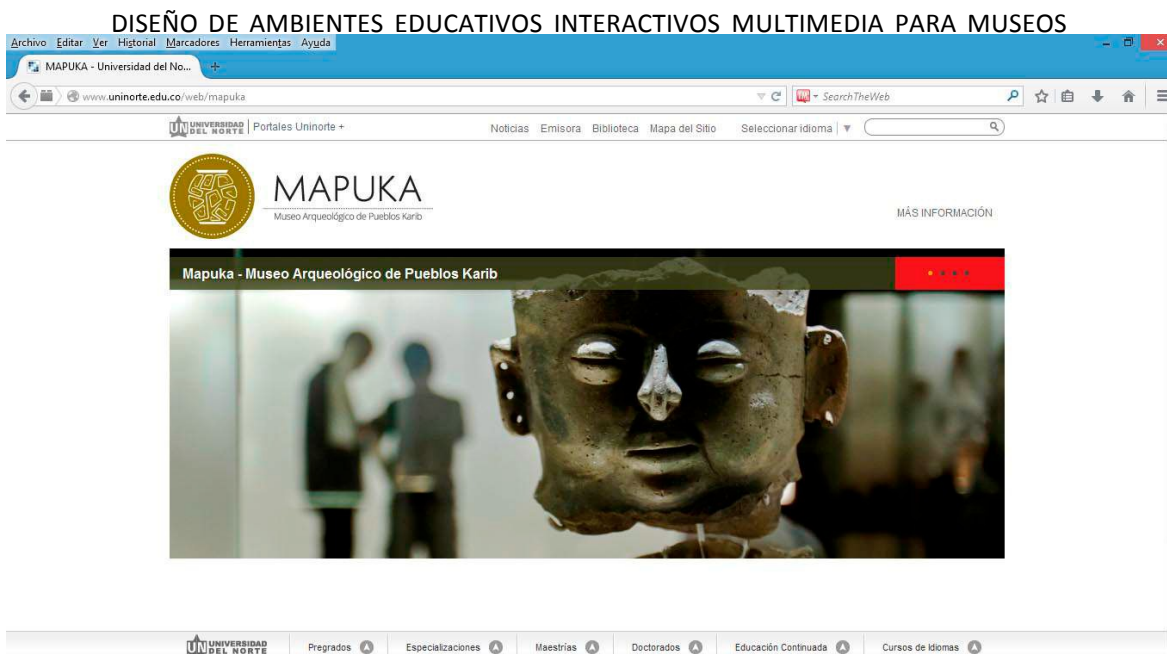 DISEÑO DE AMBIENTES EDUCATIVOS INTERACTIVOS MULTIMEDIA PARA MUSEOS
Archivo Editar Ver Historial Marcadores Herramientas Ayuda
MAPUKA - Universidad del No...
www.uninorte.edu.co/web/mapuka
SearchTheWeb
UN UNIVERSIDAD DEL NORTE Portales Uninorte + Noticias Emisora Biblioteca Mapa del Sitio Seleccionar idioma
MAPUKA
Museo Arqueológico de Pueblos Karib
MÁS INFORMACIÓN
Mapuka - Museo Arqueológico de Pueblos Karib
UN UNIVERSIDAD DEL NORTE Pregrados Especializaciones Maestrías Doctorados Educación Continuada Cursos de Idiomas